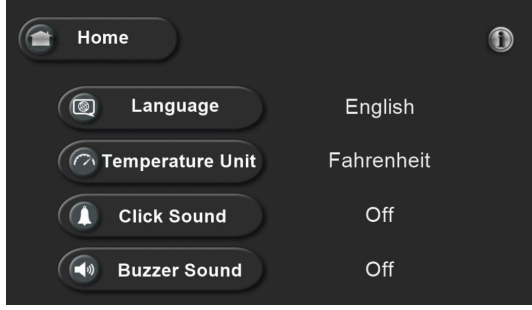 Home
Language English
Temperature Unit Fahrenheit
Click Sound Off
Buzzer Sound Off